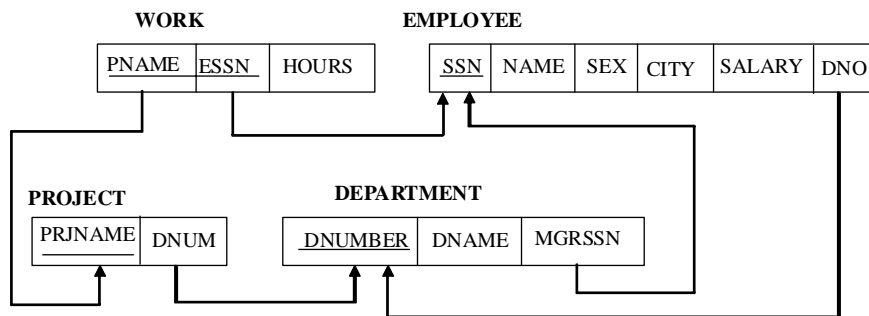 WORK EMPLOYEE
PNAME ESSN HOURS SSN NAME SEX CITY SALARY DNO
PROJECT DEPARTMENT
PRJNAME DNUM DNUMBER DNAME MGRSSN